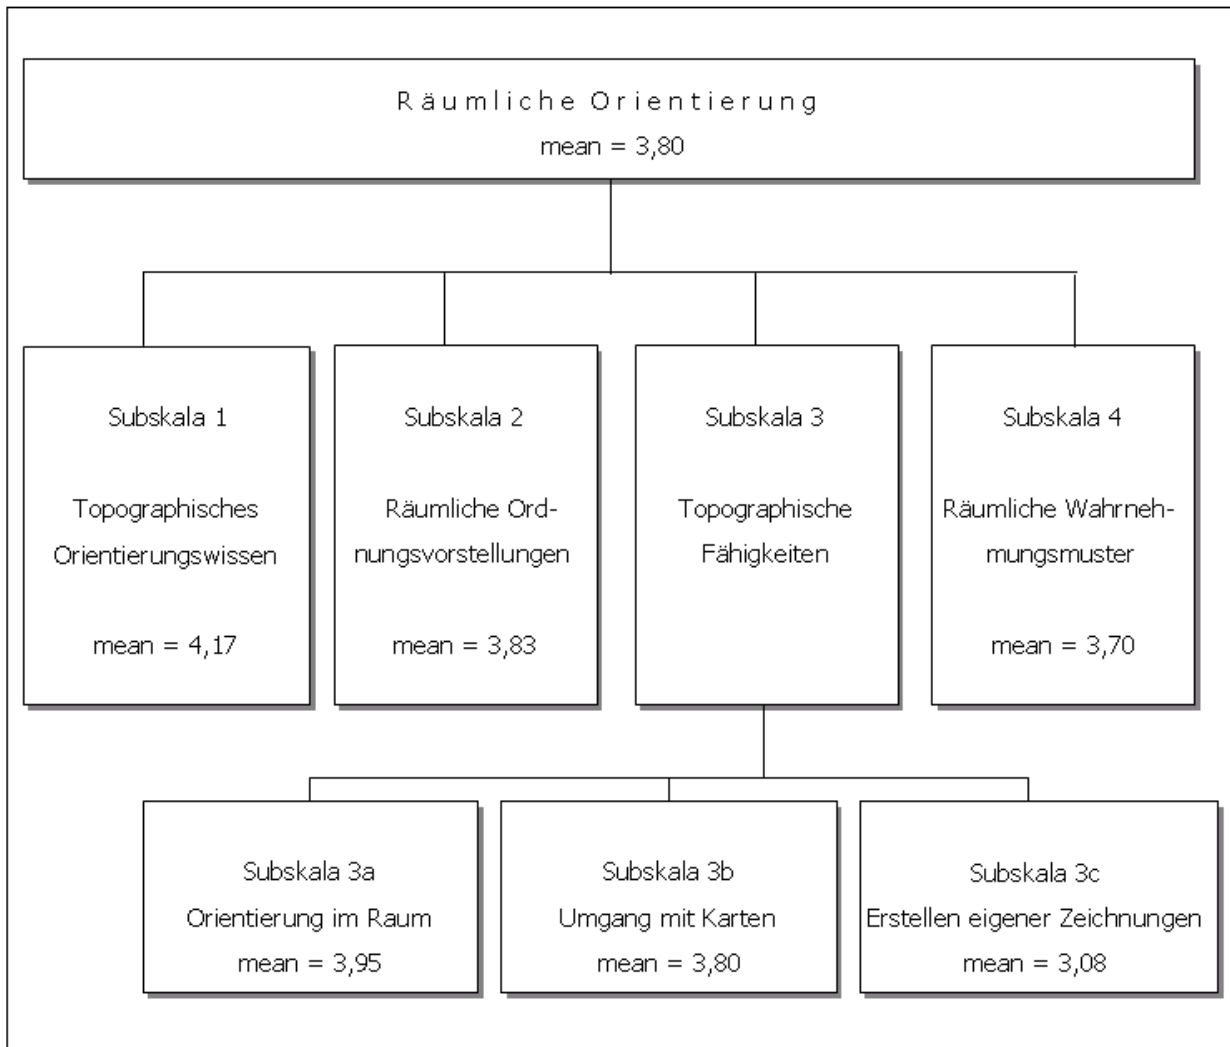 Räumliche Orientierung
mean = 3,80
Subskala 1
Topographisches
Orientierungswissen
mean = 4,17
Subskala 2
Räumliche Ord-
nungsvorstellungen
mean = 3,83
Subskala 3
Topographische
Fähigkeiten
Subskala 4
Räumliche Wahrneh-
mungsmuster
mean = 3,70
Subskala 3a
Orientierung im Raum
mean = 3,95
Subskala 3b
Umgang mit Karten
mean = 3,80
Subskala 3c
Erstellen eigener Zeichnungen
mean = 3,08